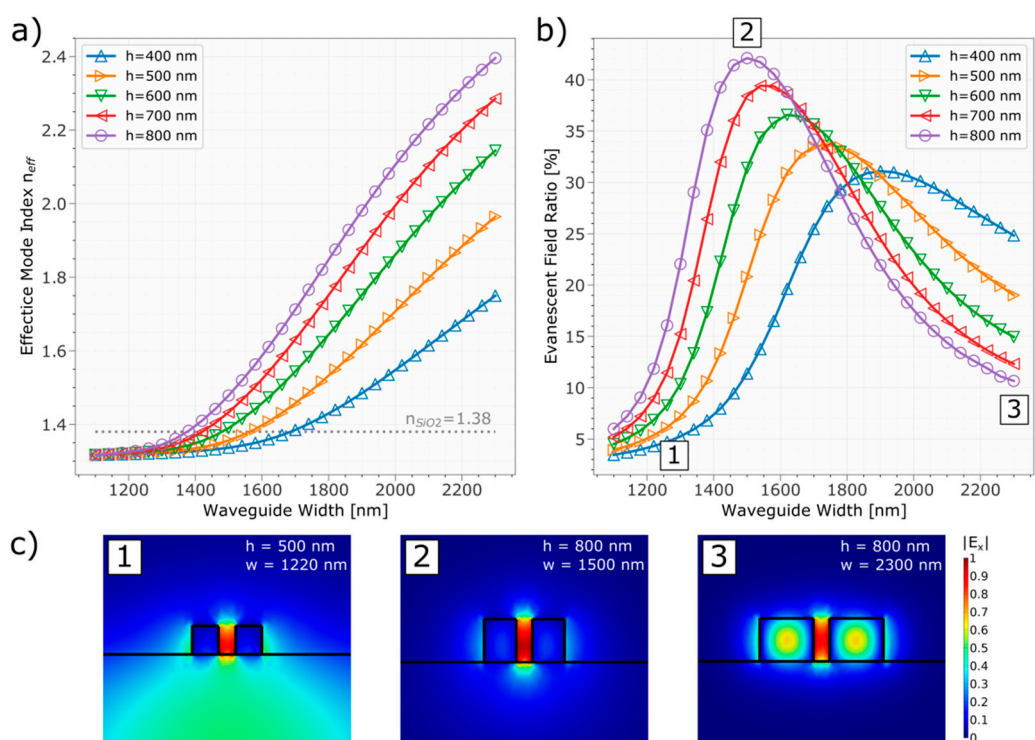 a)
Effectice Mode Index n_eff
2.4
2.2
2.0
1.8
1.6
1.4
h=400 nm
h=500 nm
h=600 nm
h=700 nm
h=800 nm
n_SiO2=1.38
1200 1400 1600 1800 2000 2200
Waveguide Width [nm]
b)
Evanescent Field Ratio [%]
40
35
30
25
20
15
10
5
2
h=400 nm
h=500 nm
h=600 nm
h=700 nm
h=800 nm
1
3
1200 1400 1600 1800 2000 2200
Waveguide Width [nm]
c)
1
h = 500 nm
w = 1220 nm
2
h = 800 nm
w = 1500 nm
3
h = 800 nm
w = 2300 nm
|E_x|
1
0.9
0.8
0.7
0.6
0.5
0.4
0.3
0.2
0.1
0